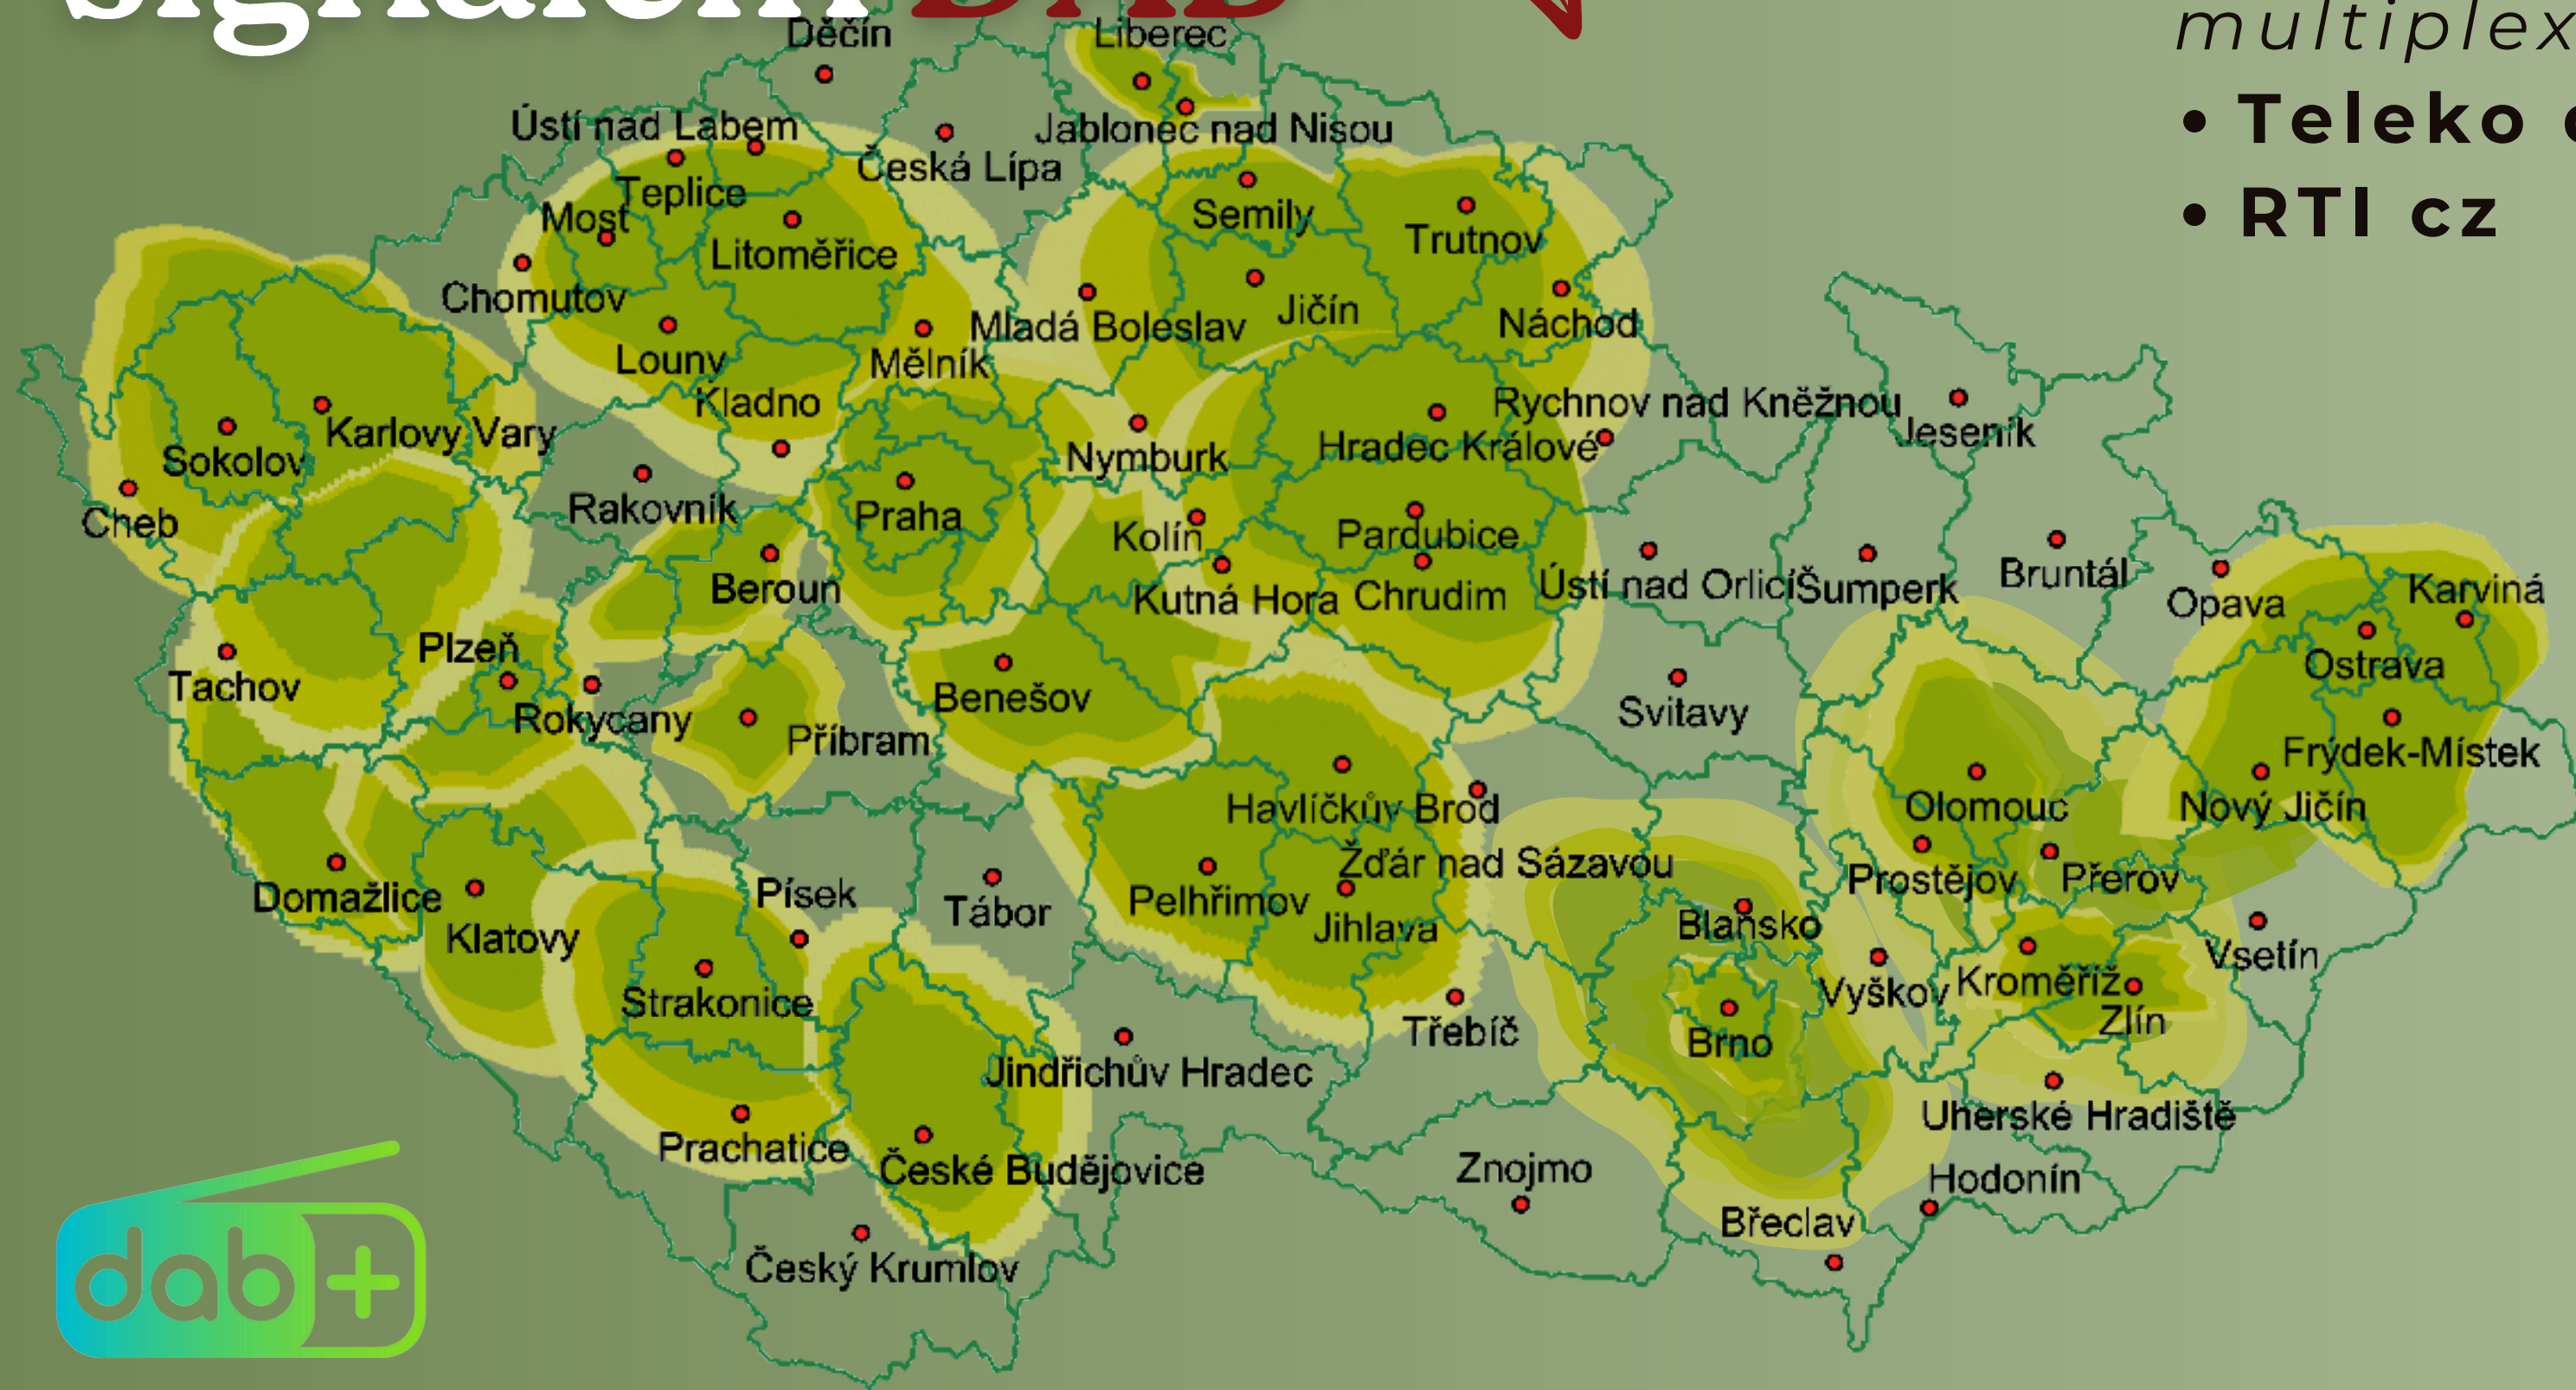 signálem DAB
multiplex
• Teleko
• RTI cz
Děčín
Liberec
Ústí nad Labem
Jablonec nad Nisou
Česká Lípa
Teplice
Most
Semily
Litoměřice
Trutnov
Chomutov
Jičín
Mladá Boleslav
Náchod
Louny
Mělník
Kladno
Rychnov nad Kněžnou
Karlovy Vary
Jeseník
Hradec Králové
Nymburk
Sokolov
Rakovník
Praha
Cheb
Kolín
Pardubice
Bruntál
Beroun
Ústí nad Orlicí
Šumperk
Karviná
Kutná Hora
Chrudim
Opava
Plzeň
Ostrava
Tachov
Benešov
Svitavy
Rokycany
Příbram
Frýdek-Místek
Havlíčkův Brod
Olomouc
Nový Jičín
Žďár nad Sázavou
Prostějov
Přerov
Písek
Domažlice
Tábor
Pelhřimov
Jihlava
Blansko
Klatovy
Vsetín
Kroměříž
Vyškov
Strakonice
Zlín
Třebíč
Brno
Jindřichův Hradec
Uherské Hradiště
Prachatice
České Budějovice
Znojmo
Hodonín
Břeclav
Český Krumlov
dab+